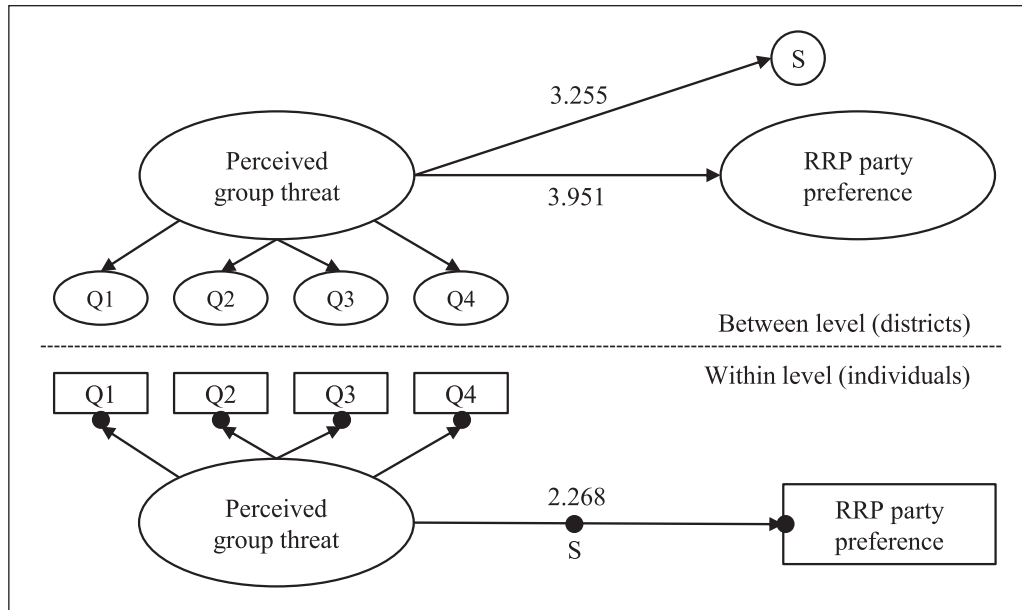 S
3.255
Perceived
group threat
RRP party
preference
3.951
Q1
Q2
Q3
Q4
Between level (districts)
Within level (individuals)
Q1
Q2
Q3
Q4
Perceived
group threat
2.268
S
RRP party
preference